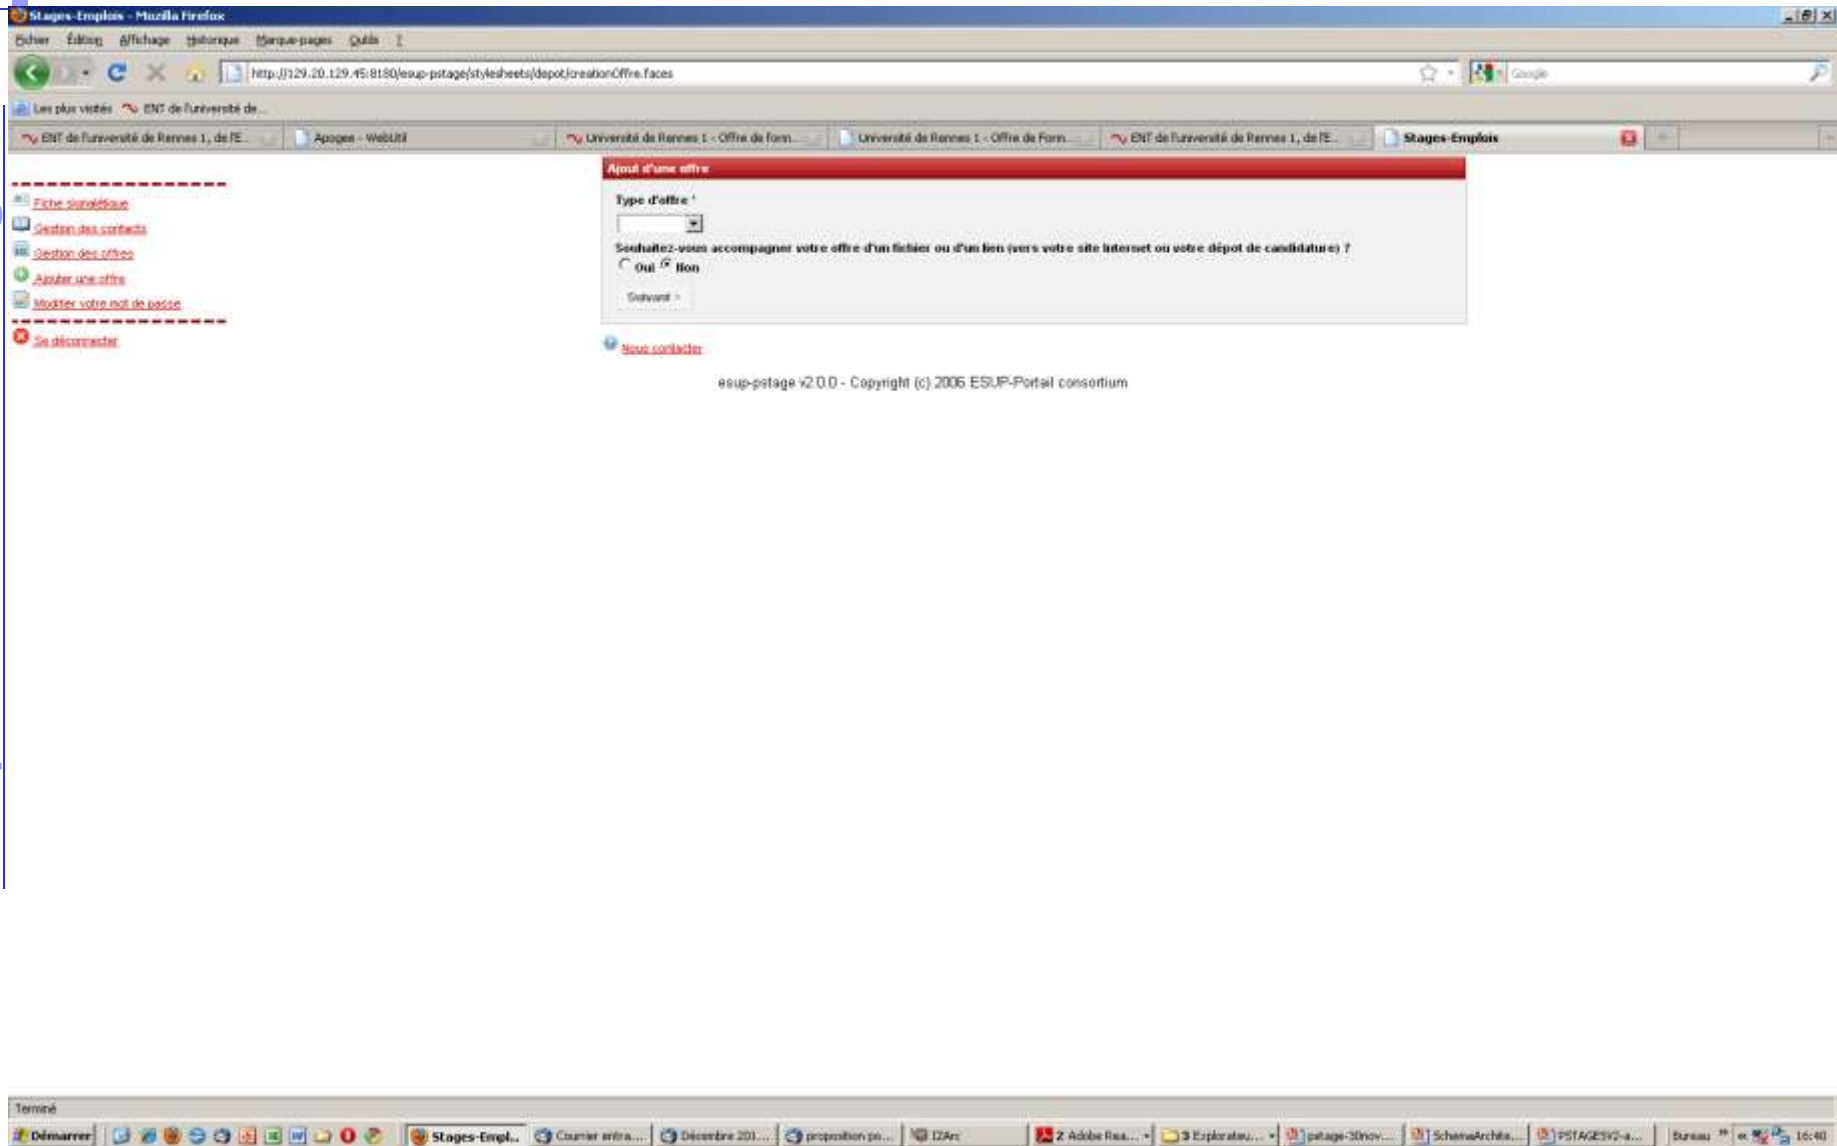 Stages-Emplois - Mozilla Firefox
Fichier Édition Affichage Historique Marque-pages Outils ?
http://129.20.129.45:8180/esup-pstage/stylesheets/depot/creationOffre.faces
Google
Les plus visités ENT de l'université de...
ENT de l'université de Rennes 1, de l'E... Apogee - WebUtil Université de Rennes 1 - Offre de form... Université de Rennes 1 - Offre de Form... ENT de l'université de Rennes 1, de l'E... Stages-Emplois
Ajout d'une offre
Type d'offre *
Souhaitez-vous accompagner votre offre d'un fichier ou d'un lien (vers votre site Internet ou votre dépot de candidature) ?
Oui Non
Suivant >
Fiche signalétique
Gestion des contacts
Gestion des offres
Ajouter une offre
Modifier votre mot de passe
Se déconnecter
Nous contacter
esup-pstage v2.0.0 - Copyright (c) 2006 ESUP-Portail consortium
Terminé
Démarrer Stages-Empl... Courrier entra... Décembre 201... proposition po... IZArc 2 Adobe Rea... 3 Explorateu... pstage-30nov... SchemaArchite... PSTAGESV2-a... Bureau 16:40